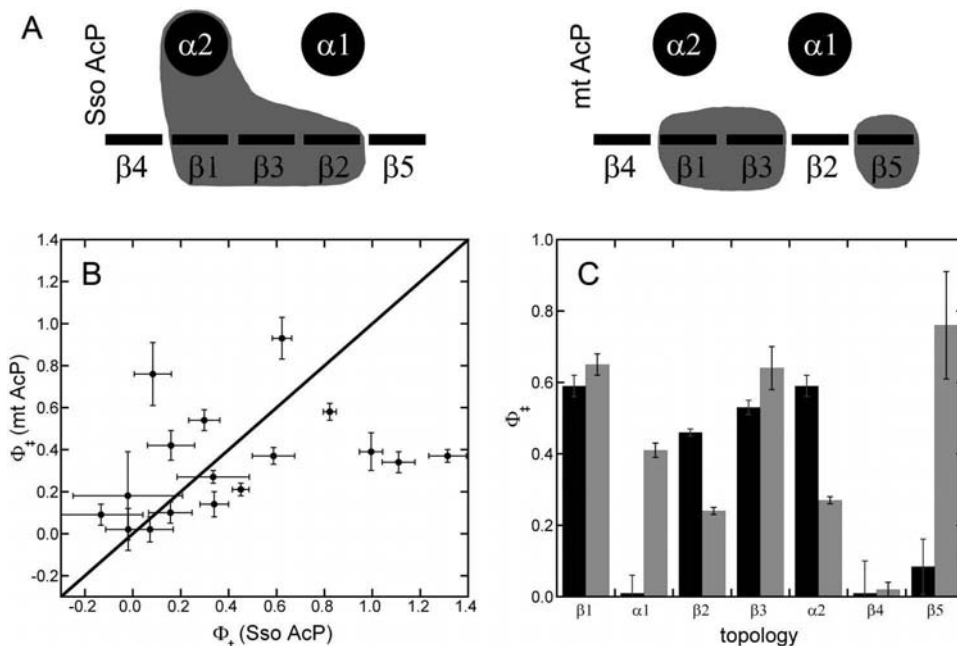 A
Sso AcP
α2
α1
β4
β1
β3
β2
β5
mt AcP
α2
α1
β4
β1
β3
β2
β5
B
Φ‡ (mt AcP)
1.4
1.2
1.0
0.8
0.6
0.4
0.2
0.0
-0.2
-0.2 0.0 0.2 0.4 0.6 0.8 1.0 1.2 1.4
Φ‡ (Sso AcP)
C
Φ‡
1.0
0.8
0.6
0.4
0.2
0.0
β1 α1 β2 β3 α2 β4 β5
topology